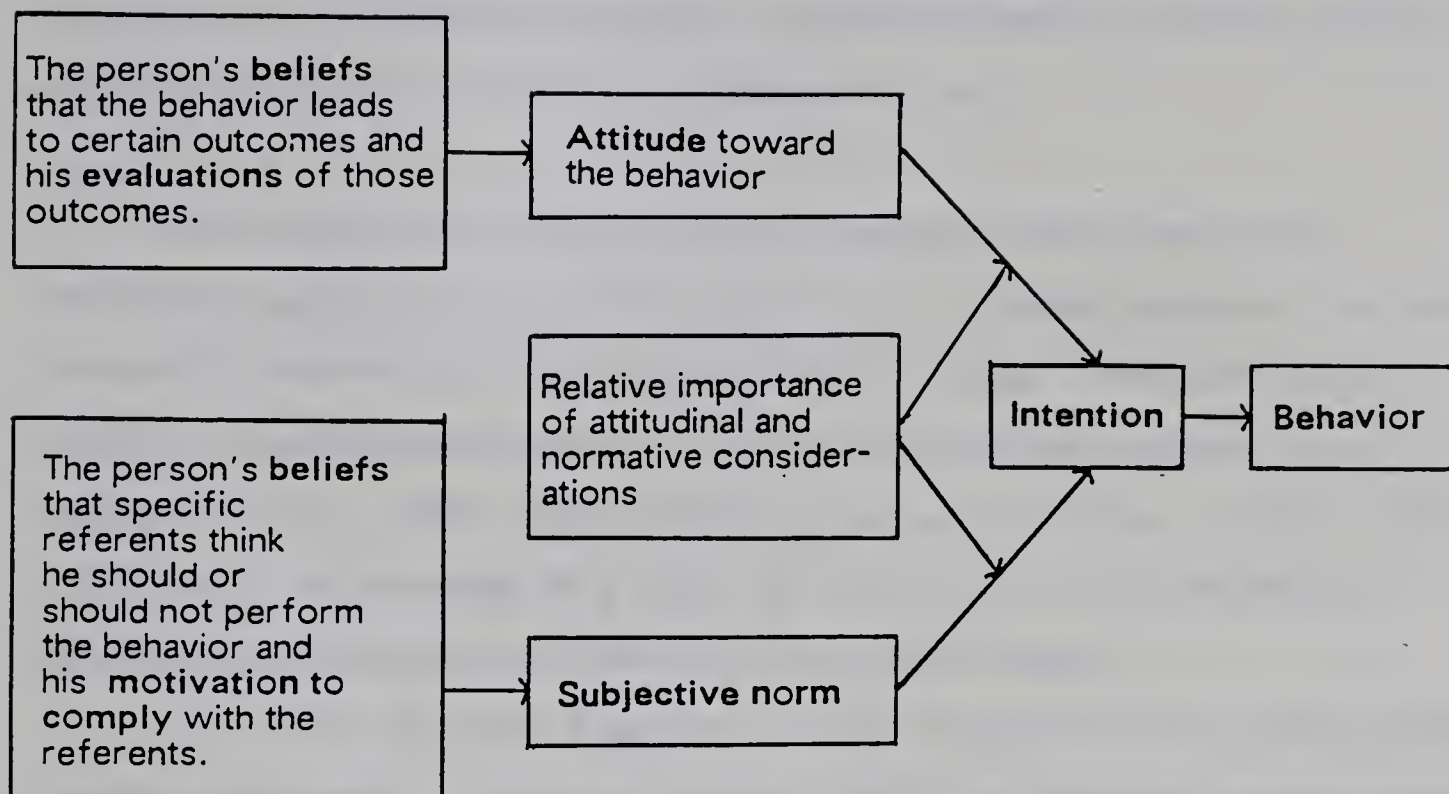 The person's beliefs
that the behavior leads
to certain outcomes and
his evaluations of those
outcomes.
Attitude toward
the behavior
Relative importance
of attitudinal and
normative consider-
ations
Intention
Behavior
The person's beliefs
that specific
referents think
he should or
should not perform
the behavior and
his motivation to
comply with the
referents.
Subjective norm